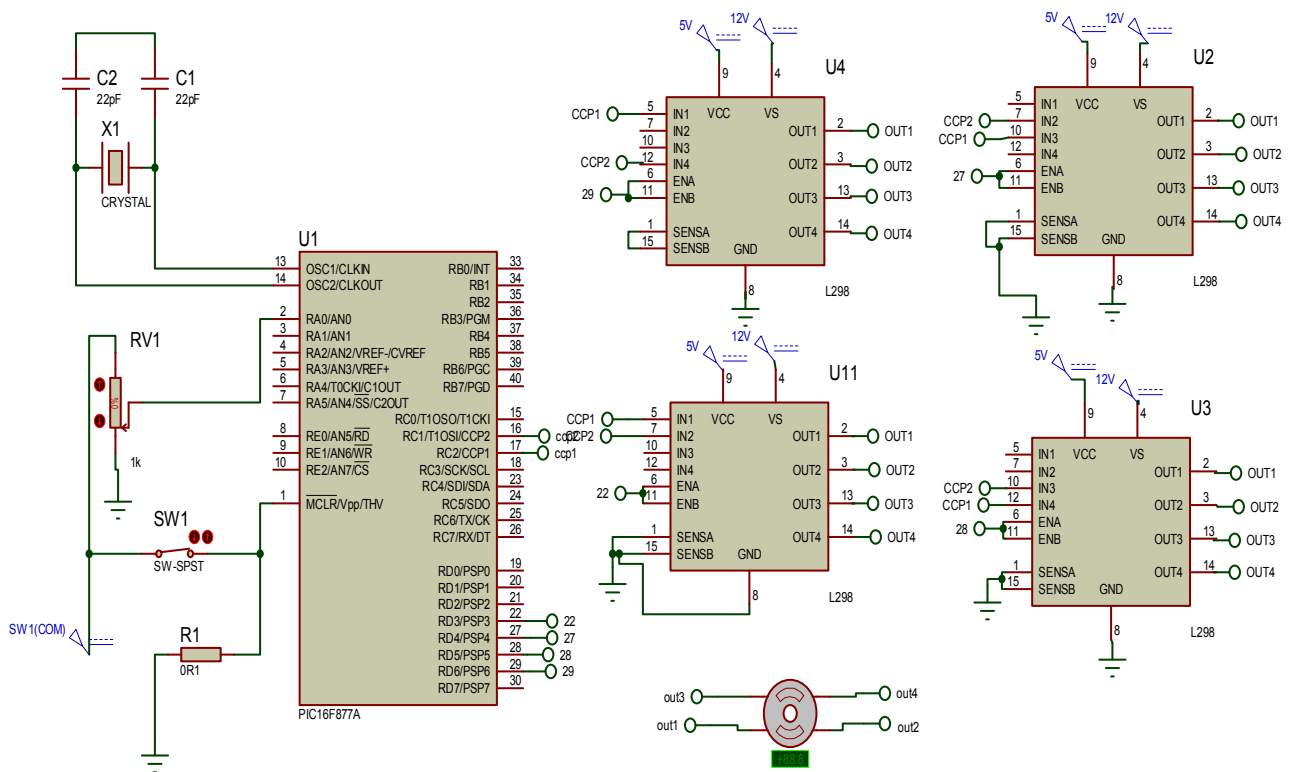 C2
22pF
C1
22pF
X1
CRYSTAL
U1
13 OSC1/CLKIN
14 OSC2/CLKOUT
2 RA0/AN0
3 RA1/AN1
4 RA2/AN2/VREF-/CVREF
5 RA3/AN3/VREF+
6 RA4/T0CKI/C1OUT
7 RA5/AN4/SS/C2OUT
8 RE0/AN5/RD
9 RE1/AN6/WR
10 RE2/AN7/CS
1 MCLR/Vpp/THV
RB0/INT 33
RB1 34
RB2 35
RB3/PGM 36
RB4 37
RB5 38
RB6/PGC 39
RB7/PGD 40
RC0/T1OSO/T1CKI 15
RC1/T1OSI/CCP2 16 ccp2
RC2/CCP1 17 ccp1
RC3/SCK/SCL 18
RC4/SDI/SDA 23
RC5/SDO 24
RC6/TX/CK 25
RC7/RX/DT 26
RD0/PSP0 19
RD1/PSP1 20
RD2/PSP2 21
RD3/PSP3 22 22
RD4/PSP4 27 27
RD5/PSP5 28 28
RD6/PSP6 29 29
RD7/PSP7 30
PIC16F877A
RV1
0%
1k
SW1
SW-SPST
SW1(COM)
R1
0R1
5V
12V
U4
9
4
VCC
VS
CCP1 5 IN1
7 IN2
10 IN3
CCP2 12 IN4
6 ENA
29 11 ENB
1 SENSA
15 SENSB
OUT1 2 OUT1
OUT2 3 OUT2
OUT3 13 OUT3
OUT4 14 OUT4
GND
8
L298
5V
12V
U2
9
4
VCC
VS
5 IN1
CCP2 7 IN2
CCP1 10 IN3
12 IN4
6 ENA
27 11 ENB
1 SENSA
15 SENSB
OUT1 2 OUT1
OUT2 3 OUT2
OUT3 13 OUT3
OUT4 14 OUT4
GND
8
L298
5V
12V
U11
9
4
VCC
VS
CCP1 5 IN1
CCP2 7 IN2
10 IN3
12 IN4
6 ENA
22 11 ENB
1 SENSA
15 SENSB
OUT1 2 OUT1
OUT2 3 OUT2
OUT3 13 OUT3
OUT4 14 OUT4
GND
8
L298
5V
12V
U3
9
4
VCC
VS
5 IN1
7 IN2
CCP2 10 IN3
CCP1 12 IN4
6 ENA
28 11 ENB
1 SENSA
15 SENSB
OUT1 2 OUT1
OUT2 3 OUT2
OUT3 13 OUT3
OUT4 14 OUT4
GND
8
L298
out3
out4
out1
out2
+88.8